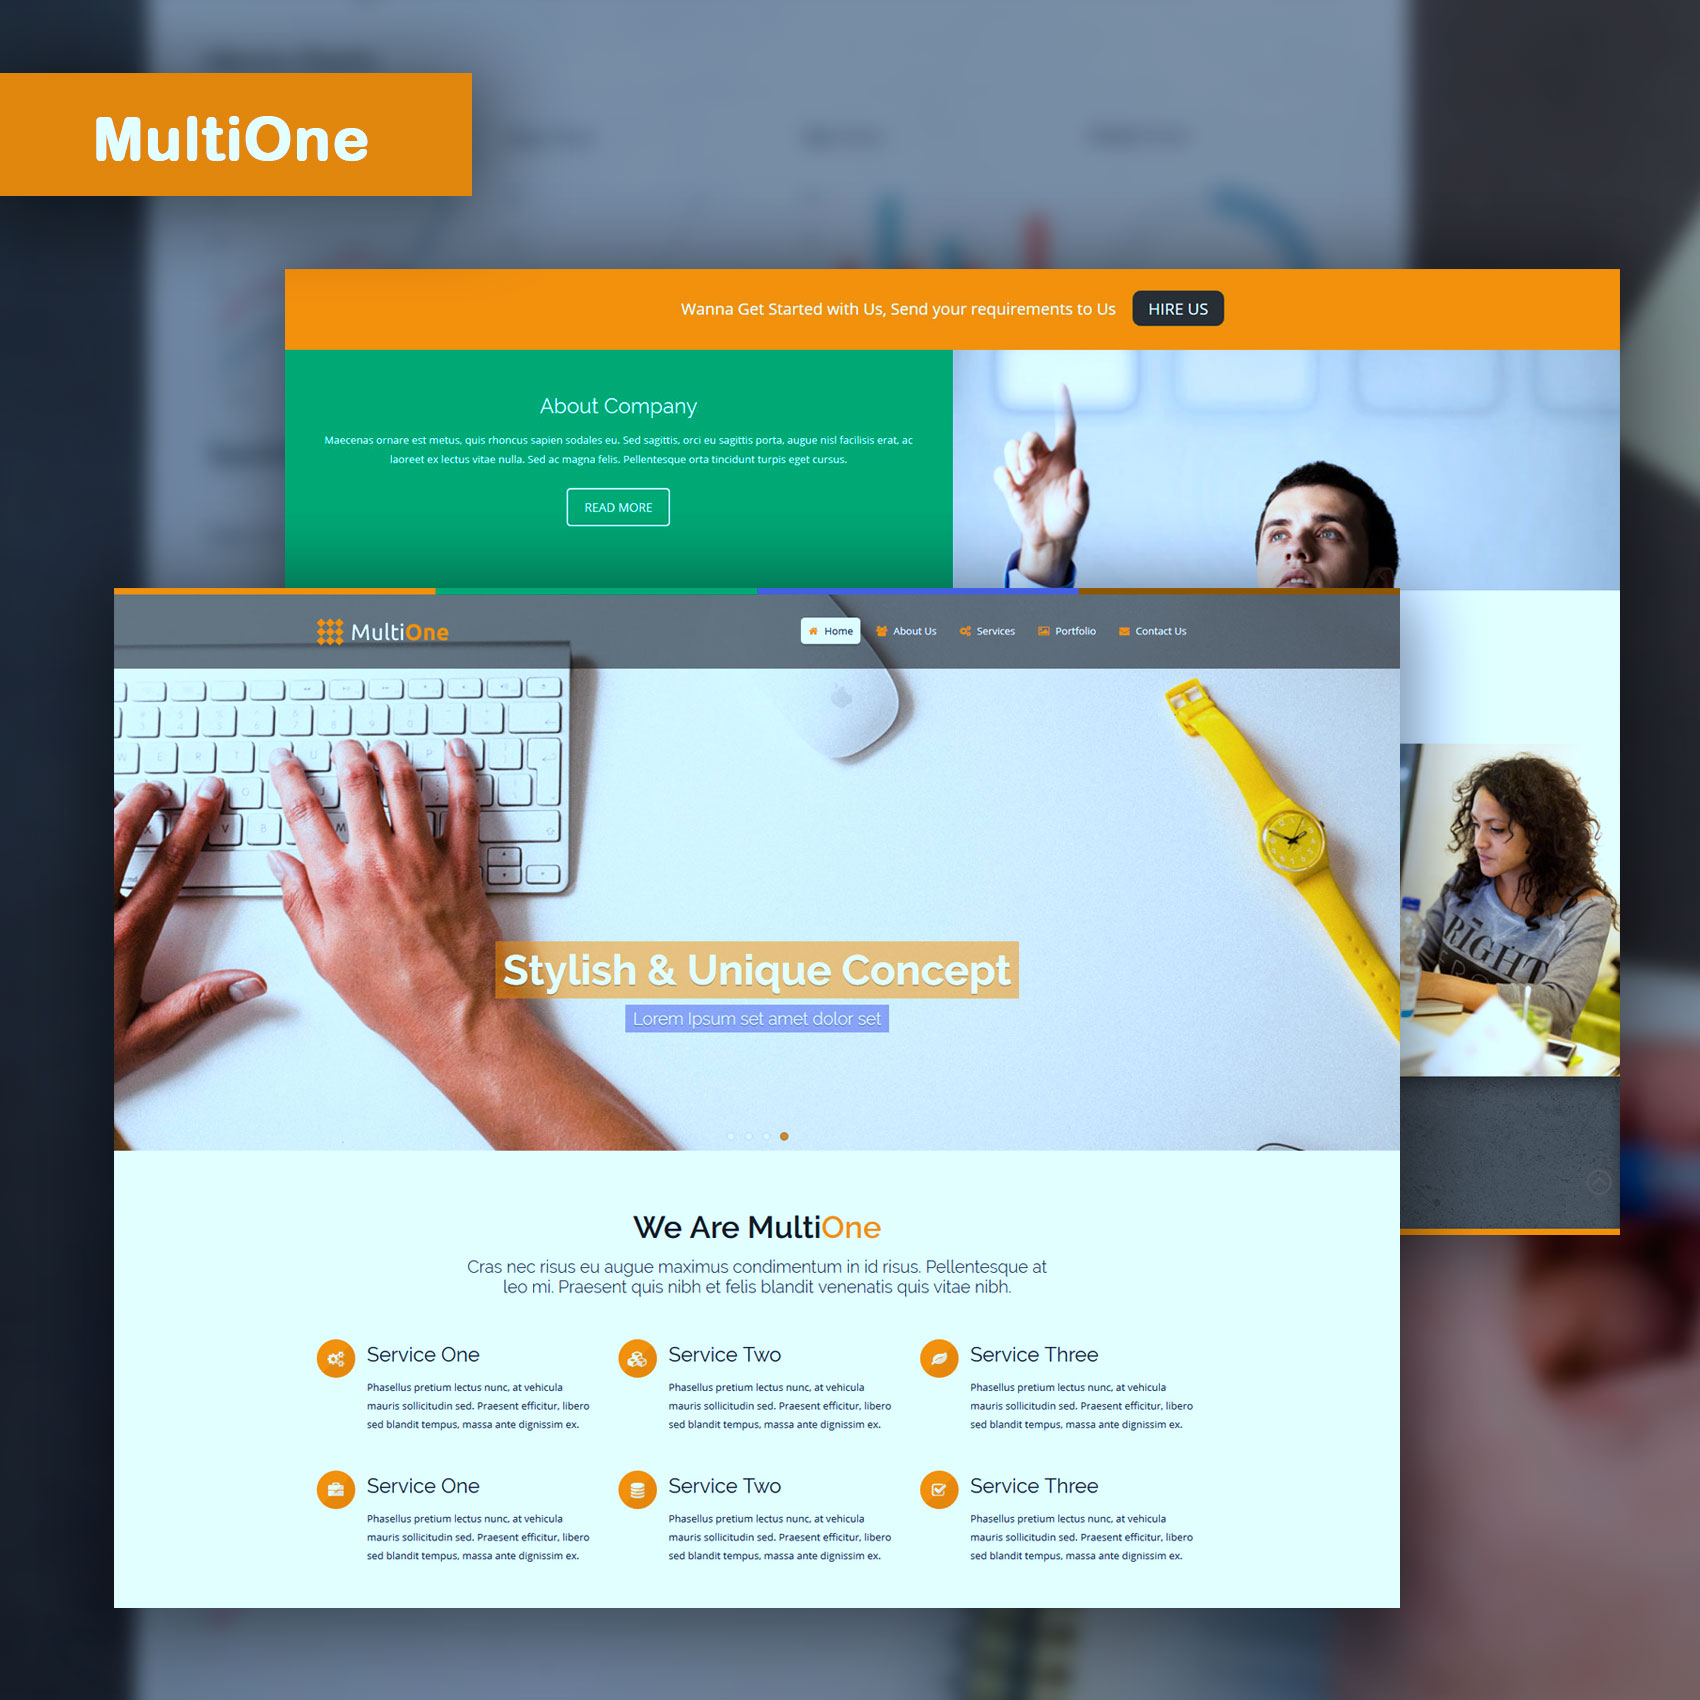 MultiOne
Wanna Get Started with Us, Send your requirements to Us HIRE US
About Company
Maecenas ornare est metus, quis rhoncus sapien sodales eu. Sed sagittis, orci eu sagittis porta, augue nisl facilisis erat, ac
laoreet ex lectus vitae nulla. Sed ac magna felis. Pellentesque orta tincidunt turpis eget cursus.
READ MORE
MultiOne Home About Us Services Portfolio Contact Us
Stylish & Unique Concept
Lorem Ipsum set amet dolor set
We Are MultiOne
Cras nec risus eu augue maximus condimentum in id risus. Pellentesque at
leo mi. Praesent quis nibh et felis blandit venenatis quis vitae nibh.
Service One
Phasellus pretium lectus nunc, at vehicula
mauris sollicitudin sed. Praesent efficitur, libero
sed blandit tempus, massa ante dignissim ex.
Service Two
Phasellus pretium lectus nunc, at vehicula
mauris sollicitudin sed. Praesent efficitur, libero
sed blandit tempus, massa ante dignissim ex.
Service Three
Phasellus pretium lectus nunc, at vehicula
mauris sollicitudin sed. Praesent efficitur, libero
sed blandit tempus, massa ante dignissim ex.
Service One
Phasellus pretium lectus nunc, at vehicula
mauris sollicitudin sed. Praesent efficitur, libero
sed blandit tempus, massa ante dignissim ex.
Service Two
Phasellus pretium lectus nunc, at vehicula
mauris sollicitudin sed. Praesent efficitur, libero
sed blandit tempus, massa ante dignissim ex.
Service Three
Phasellus pretium lectus nunc, at vehicula
mauris sollicitudin sed. Praesent efficitur, libero
sed blandit tempus, massa ante dignissim ex.